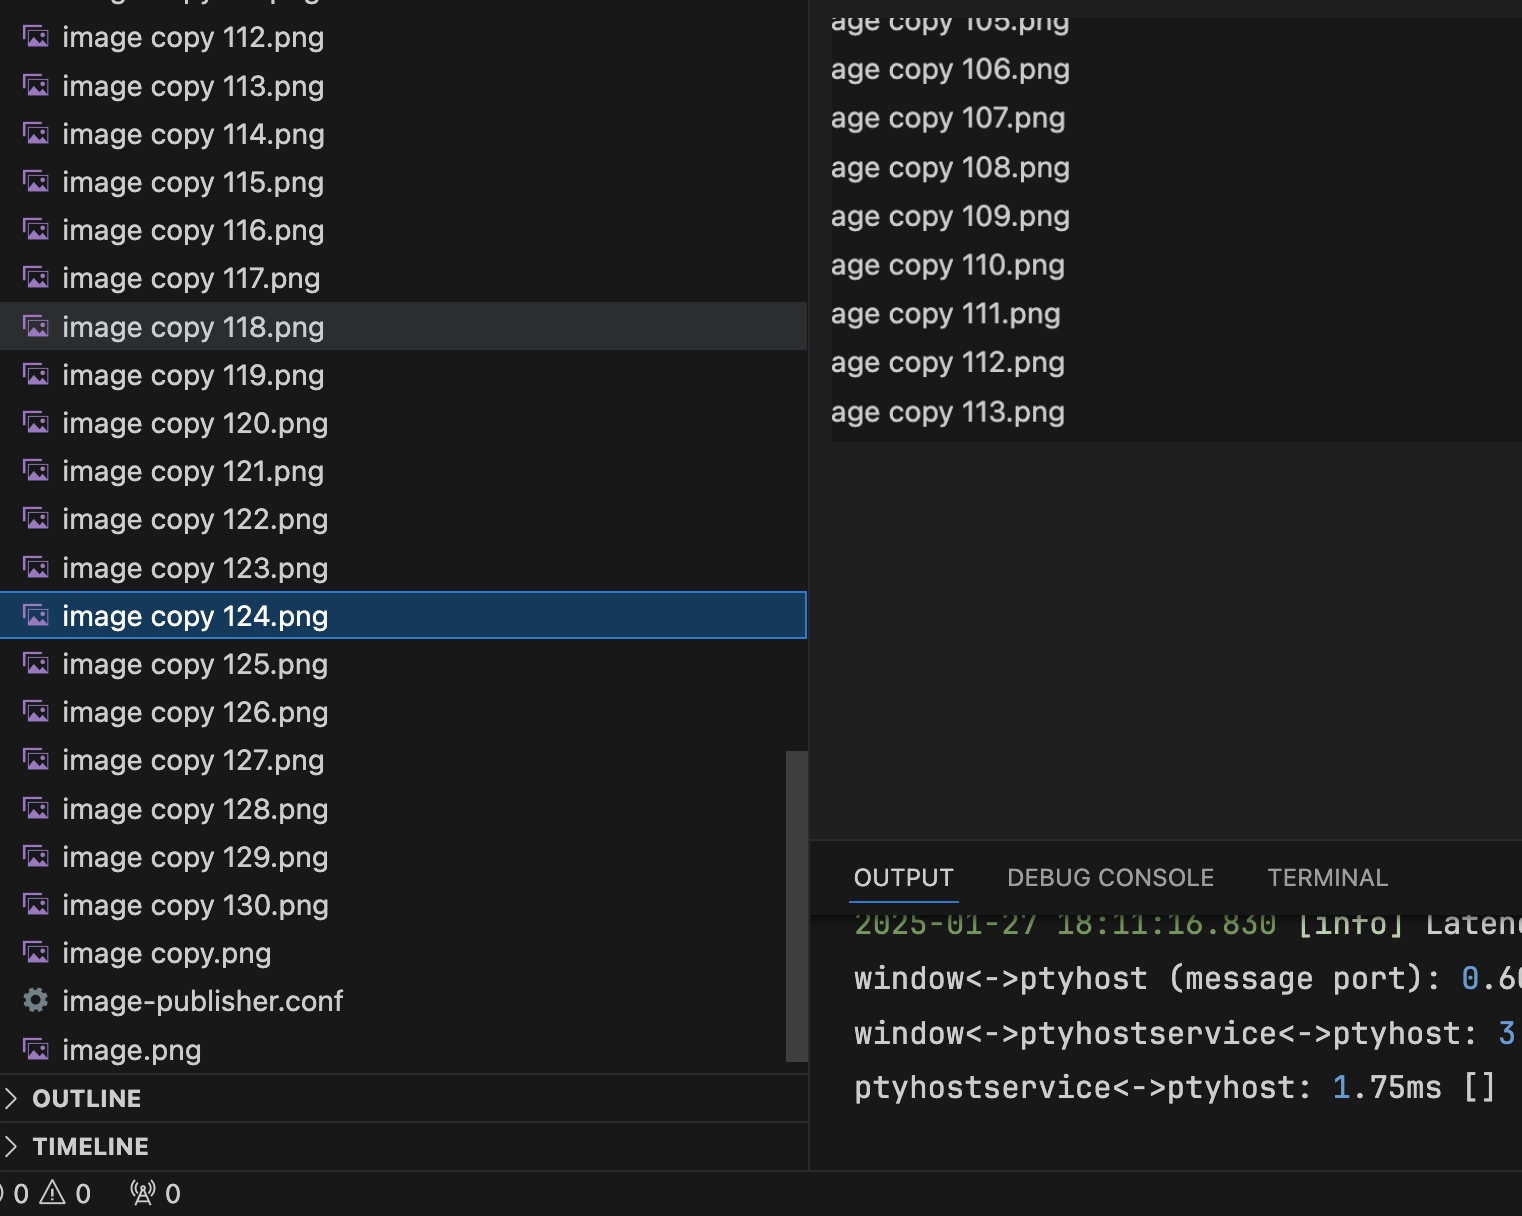 image copy 112.png
image copy 113.png
image copy 114.png
image copy 115.png
image copy 116.png
image copy 117.png
image copy 118.png
image copy 119.png
image copy 120.png
image copy 121.png
image copy 122.png
image copy 123.png
image copy 124.png
image copy 125.png
image copy 126.png
image copy 127.png
image copy 128.png
image copy 129.png
image copy 130.png
image copy.png
image-publisher.conf
image.png
OUTLINE
TIMELINE
0 0 0
age copy 105.png
age copy 106.png
age copy 107.png
age copy 108.png
age copy 109.png
age copy 110.png
age copy 111.png
age copy 112.png
age copy 113.png
OUTPUT DEBUG CONSOLE TERMINAL
2025-01-27 18:11:16.830 [info] Laten
window<->ptyhost (message port): 0.6
window<->ptyhostservice<->ptyhost: 3
ptyhostservice<->ptyhost: 1.75ms []